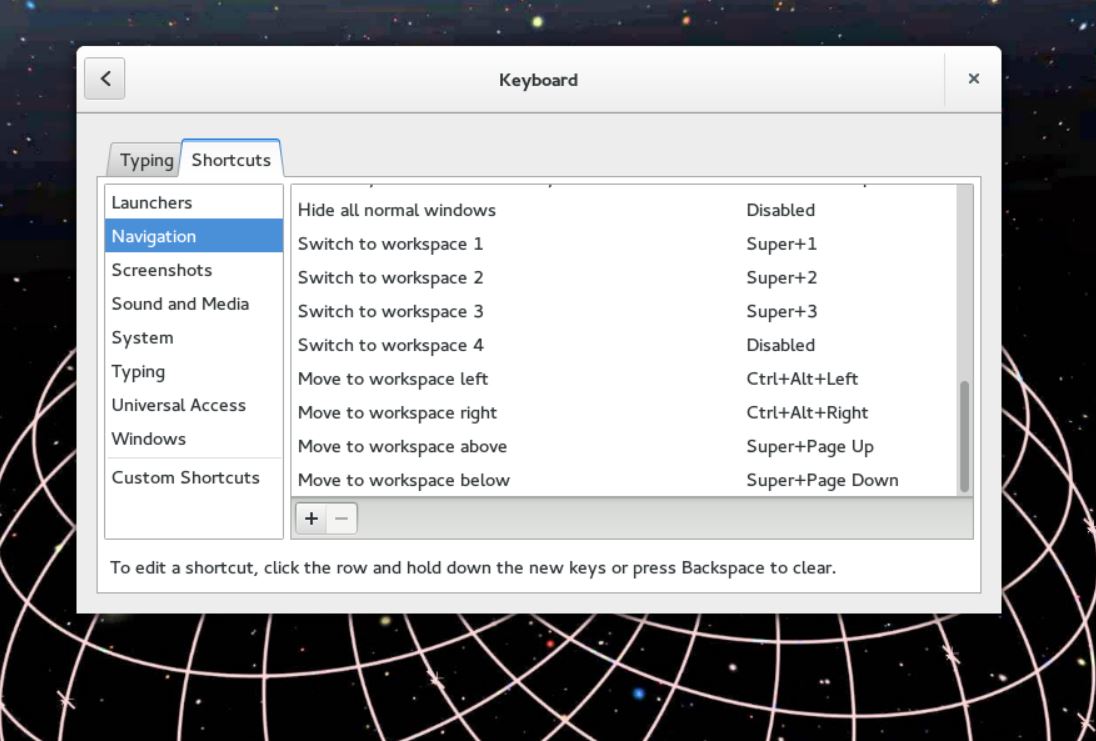 Keyboard
Typing Shortcuts
Launchers
Navigation
Screenshots
Sound and Media
System
Typing
Universal Access
Windows
Custom Shortcuts
Hide all normal windows Disabled
Switch to workspace 1 Super+1
Switch to workspace 2 Super+2
Switch to workspace 3 Super+3
Switch to workspace 4 Disabled
Move to workspace left Ctrl+Alt+Left
Move to workspace right Ctrl+Alt+Right
Move to workspace above Super+Page Up
Move to workspace below Super+Page Down
To edit a shortcut, click the row and hold down the new keys or press Backspace to clear.